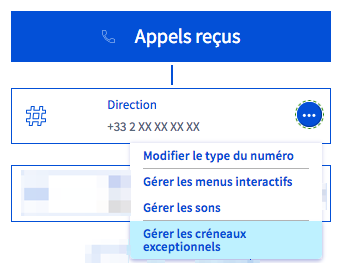 Appels reçus
Direction
+33 2 XX XX XX XX
Modifier le type du numéro
Gérer les menus interactifs
Gérer les sons
Gérer les créneaux
exceptionnels